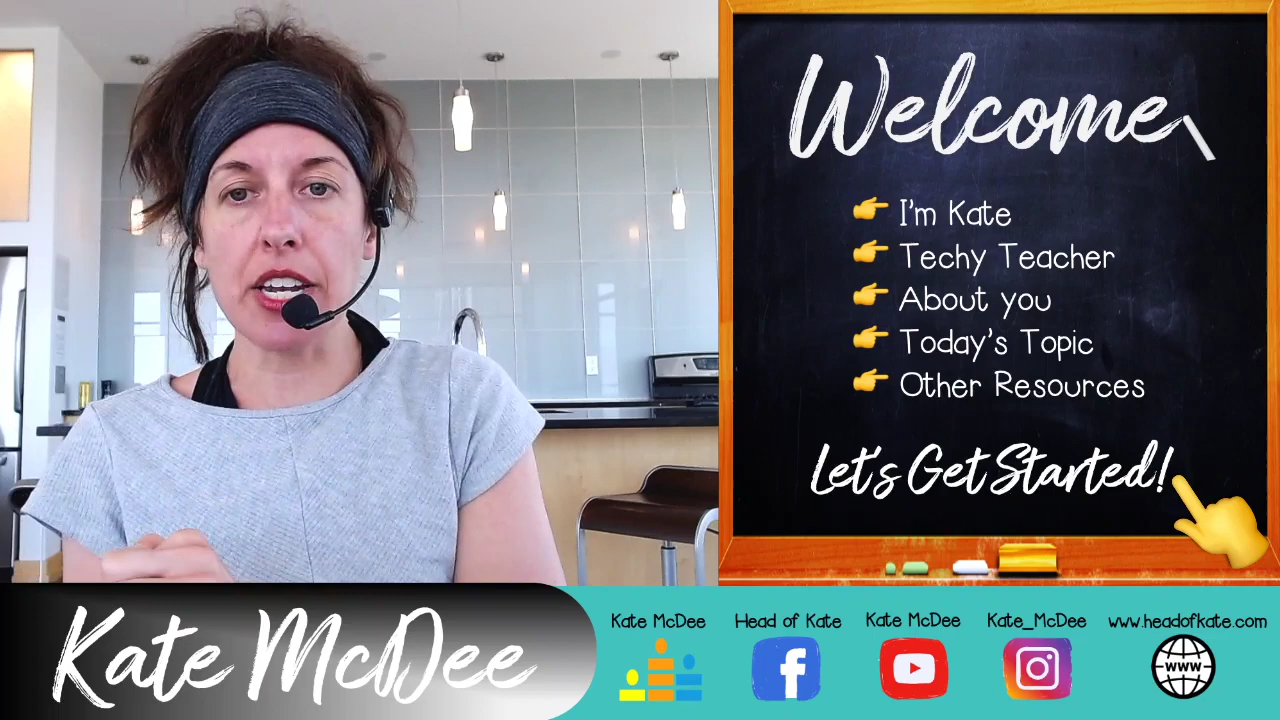 Welcome
I'm Kate
Techy Teacher
About you
Today's Topic
Other Resources
Let's Get Started!
Kate McDee
Kate McDee
Head of Kate
Kate McDee
Kate_McDee
www.headofkate.com
www